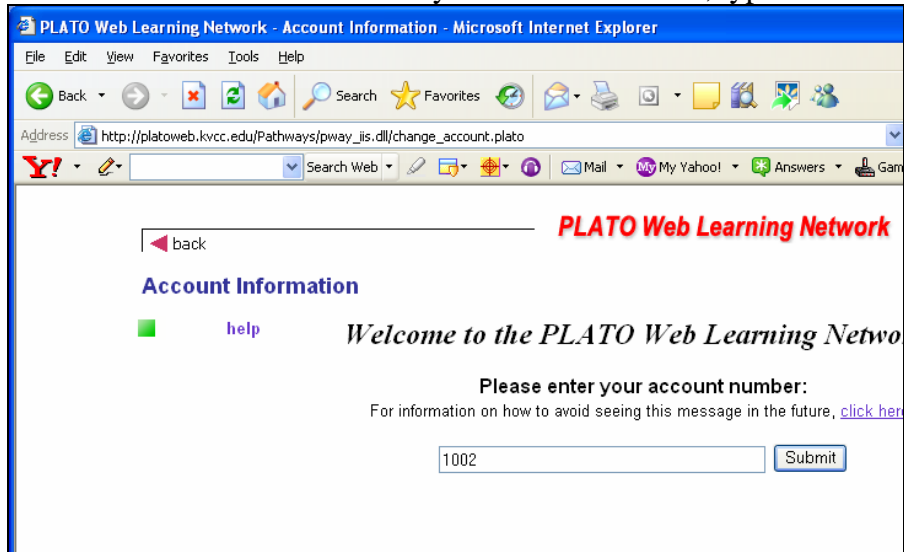 PLATO Web Learning Network - Account Information - Microsoft Internet Explorer
File Edit View Favorites Tools Help
Back Search Favorites
Address http://platoweb.kvcc.edu/Pathways/pway_iis.dll/change_account.plato
Y! Search Web Mail My My Yahoo! Answers Gam
PLATO Web Learning Network
back
Account Information
help Welcome to the PLATO Web Learning Netwo
Please enter your account number:
For information on how to avoid seeing this message in the future, click her
1002 Submit